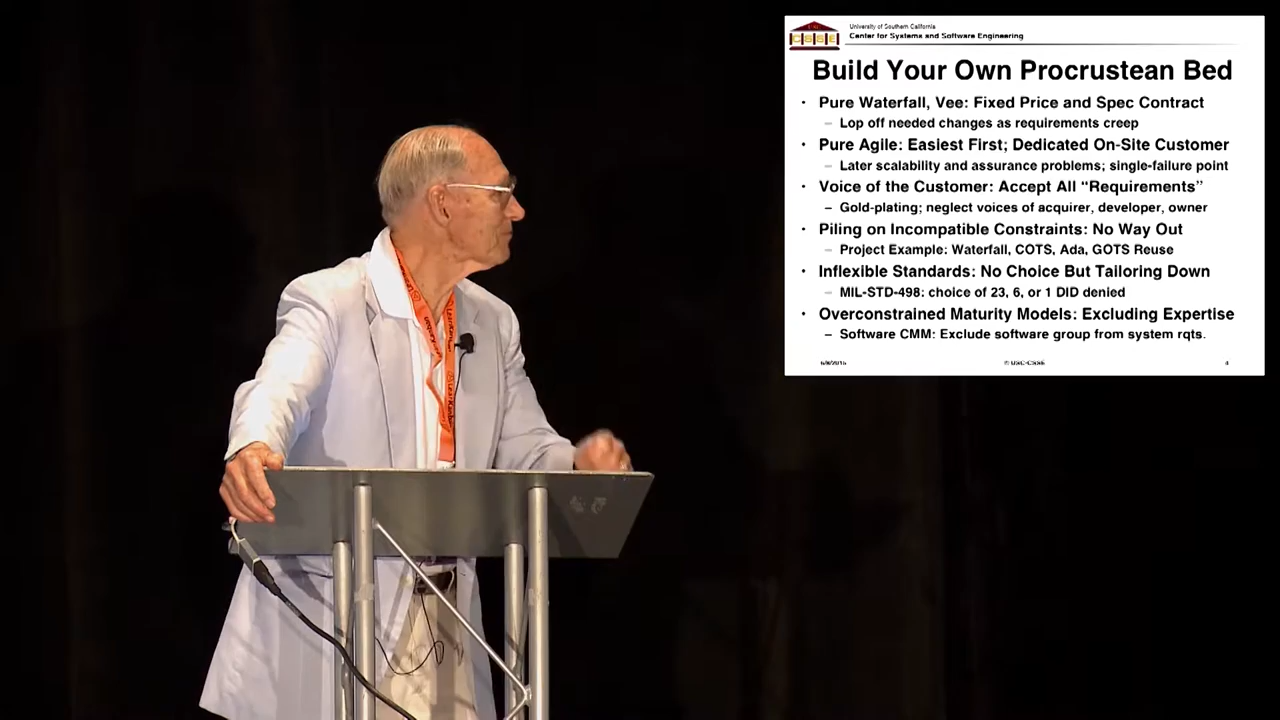 CSSE
University of Southern California
Center for Systems and Software Engineering
Build Your Own Procrustean Bed
• Pure Waterfall, Vee: Fixed Price and Spec Contract
– Lop off needed changes as requirements creep
• Pure Agile: Easiest First; Dedicated On-Site Customer
– Later scalability and assurance problems; single-failure point
• Voice of the Customer: Accept All “Requirements”
– Gold-plating; neglect voices of acquirer, developer, owner
• Piling on Incompatible Constraints: No Way Out
– Project Example: Waterfall, COTS, Ada, GOTS Reuse
• Inflexible Standards: No Choice But Tailoring Down
– MIL-STD-498: choice of 23, 6, or 1 DID denied
• Overconstrained Maturity Models: Excluding Expertise
– Software CMM: Exclude software group from system rqts.
© USC-CSSE
LeanKanban
LeanKanban